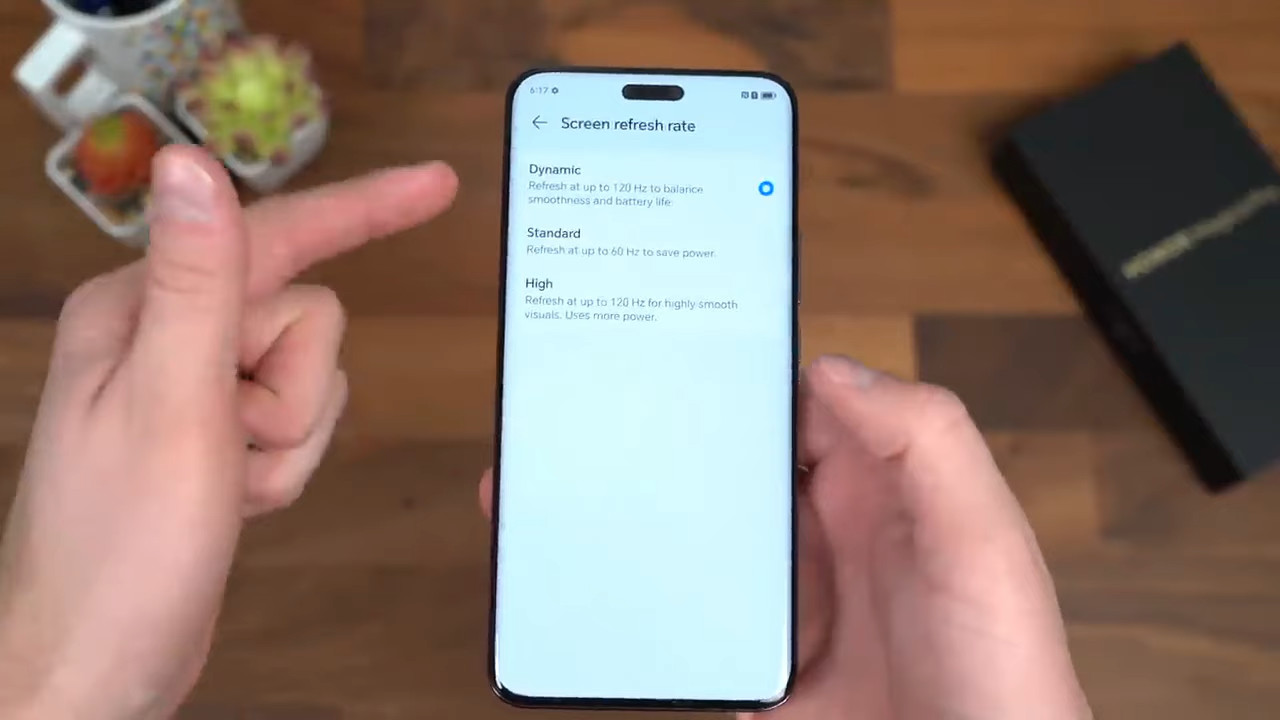 6:17
Screen refresh rate
Dynamic
Refresh at up to 120 Hz to balance
smoothness and battery life.
Standard
Refresh at up to 60 Hz to save power.
High
Refresh at up to 120 Hz for highly smooth
visuals. Uses more power.
HONOR